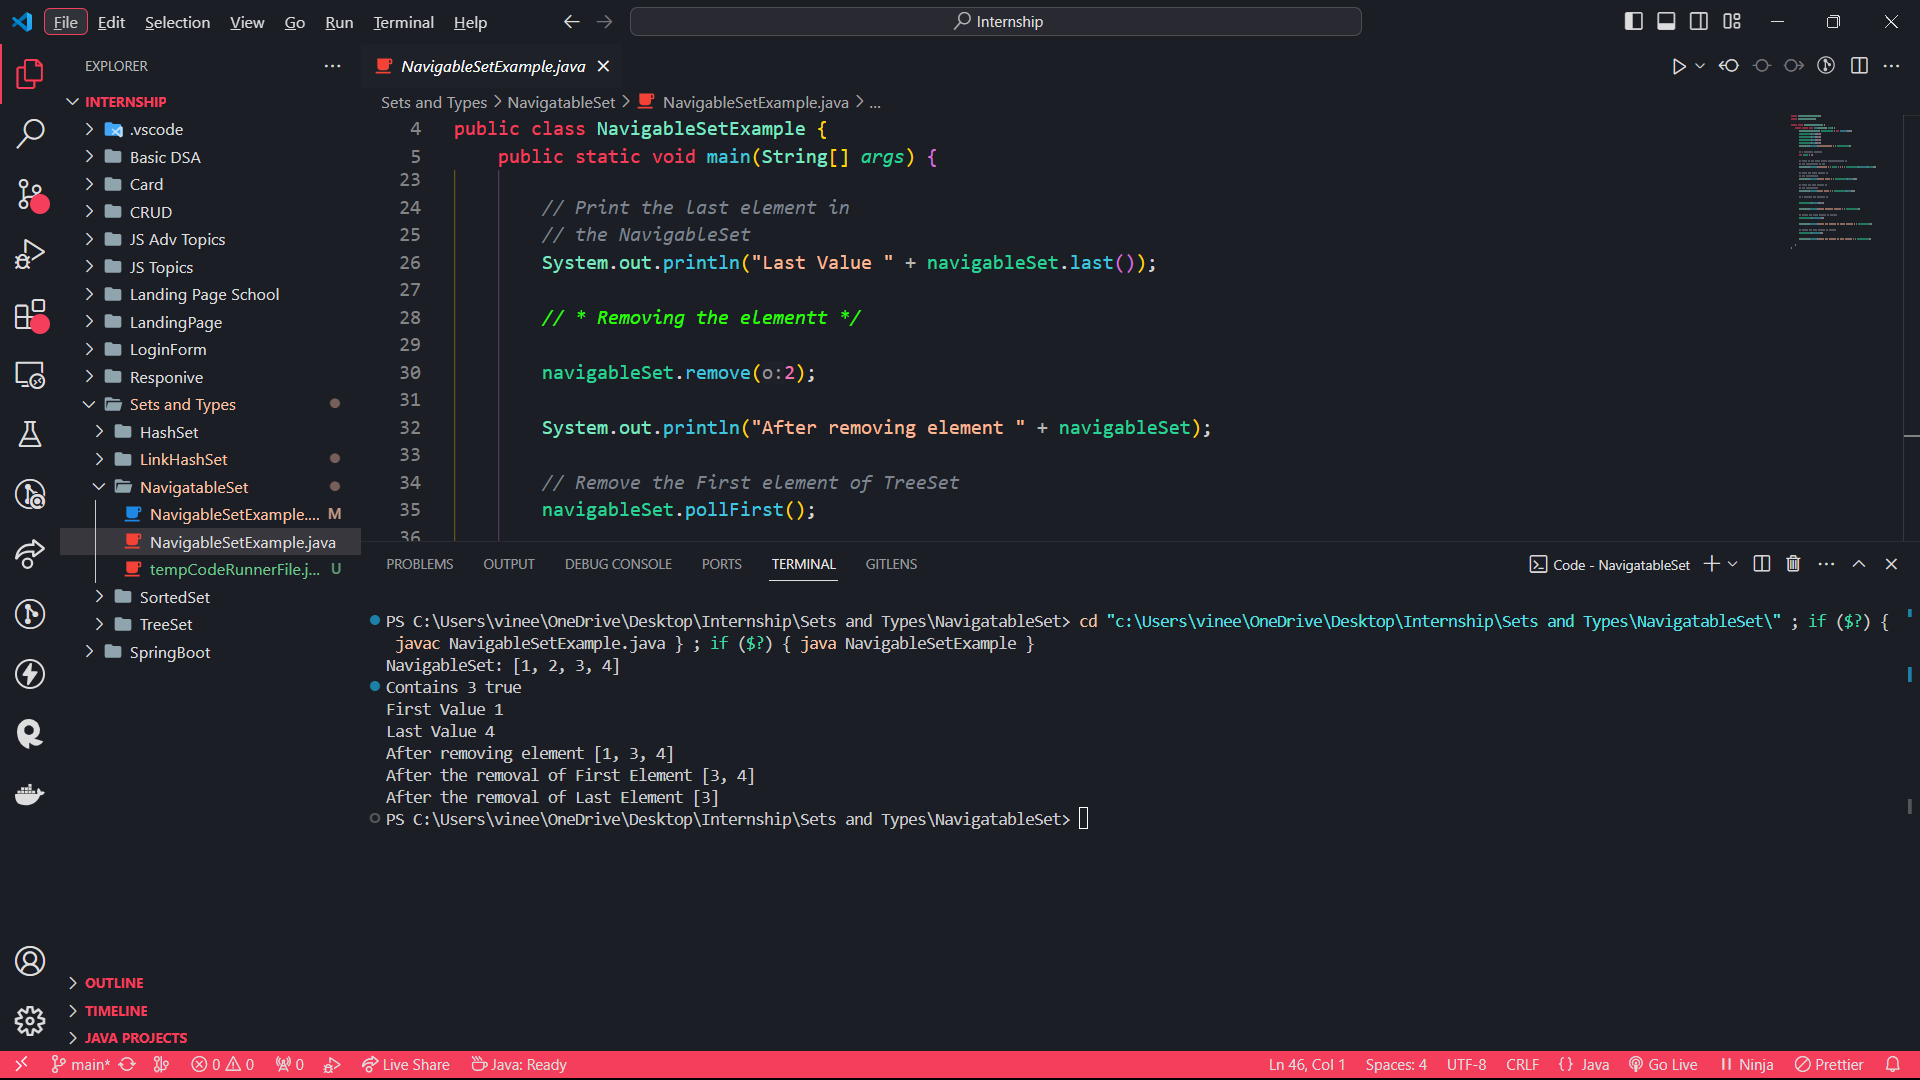 File Edit Selection View Go Run Terminal Help
Internship
EXPLORER
INTERNSHIP
.vscode
Basic DSA
Card
CRUD
JS Adv Topics
JS Topics
Landing Page School
LandingPage
LoginForm
Responive
Sets and Types
HashSet
LinkHashSet
NavigatableSet
NavigableSetExample.... M
NavigableSetExample.java
tempCodeRunnerFile.j... U
SortedSet
TreeSet
SpringBoot
OUTLINE
TIMELINE
JAVA PROJECTS
NavigableSetExample.java
Sets and Types > NavigatableSet > NavigableSetExample.java > ...
4 public class NavigableSetExample {
5 public static void main(String[] args) {
23
24 // Print the last element in
25 // the NavigableSet
26 System.out.println("Last Value " + navigableSet.last());
27
28 // * Removing the elementt */
29
30 navigableSet.remove(o:2);
31
32 System.out.println("After removing element " + navigableSet);
33
34 // Remove the First element of TreeSet
35 navigableSet.pollFirst();
36
PROBLEMS OUTPUT DEBUG CONSOLE PORTS TERMINAL GITLENS
Code - NavigatableSet
PS C:\Users\vinee\OneDrive\Desktop\Internship\Sets and Types\NavigatableSet> cd "c:\Users\vinee\OneDrive\Desktop\Internship\Sets and Types\NavigatableSet\" ; if ($?) {
javac NavigableSetExample.java } ; if ($?) { java NavigableSetExample }
NavigableSet: [1, 2, 3, 4]
Contains 3 true
First Value 1
Last Value 4
After removing element [1, 3, 4]
After the removal of First Element [3, 4]
After the removal of Last Element [3]
PS C:\Users\vinee\OneDrive\Desktop\Internship\Sets and Types\NavigatableSet>
main* 0 0 0 Live Share Java: Ready
Ln 46, Col 1 Spaces: 4 UTF-8 CRLF {} Java Go Live Ninja Prettier